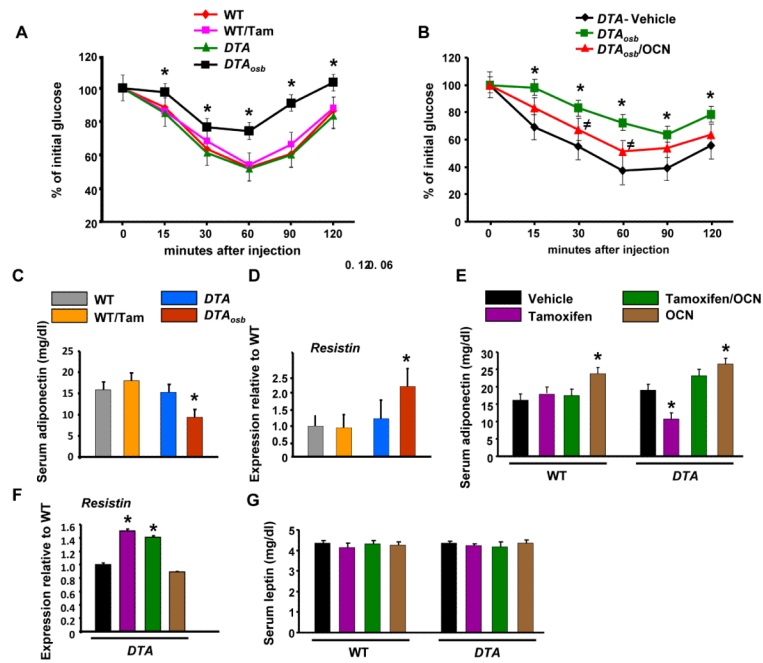 A
WT
WT/Tam
DTA
DTAosb
% of initial glucose
120
100
80
60
40
20
* * * * *
0 15 30 60 90 120
minutes after injection
B
DTA- Vehicle
DTAosb
DTAosb/OCN
% of initial glucose
120
100
80
60
40
20
0
* * * * *
≠ ≠
0 15 30 60 90 120
minutes after injection
0. 120. 06
C
WT
WT/Tam
DTA
DTAosb
Serum adiponectin (mg/dl)
25
20
15
10
5
0
*
D
Resistin
Expression relative to WT
2.5
2.0
1.5
1.0
0.5
0
*
E
Vehicle
Tamoxifen
Tamoxifen/OCN
OCN
Serum adiponectin (mg/dl)
30
25
20
15
10
5
0
* * *
WT DTA
F
Resistin
Expression relative to WT
1.6
1.4
1.2
1.0
0.8
0.6
0.4
0.2
0
* *
DTA
G
Serum leptin (mg/dl)
5
4
3
2
1
0
WT DTA